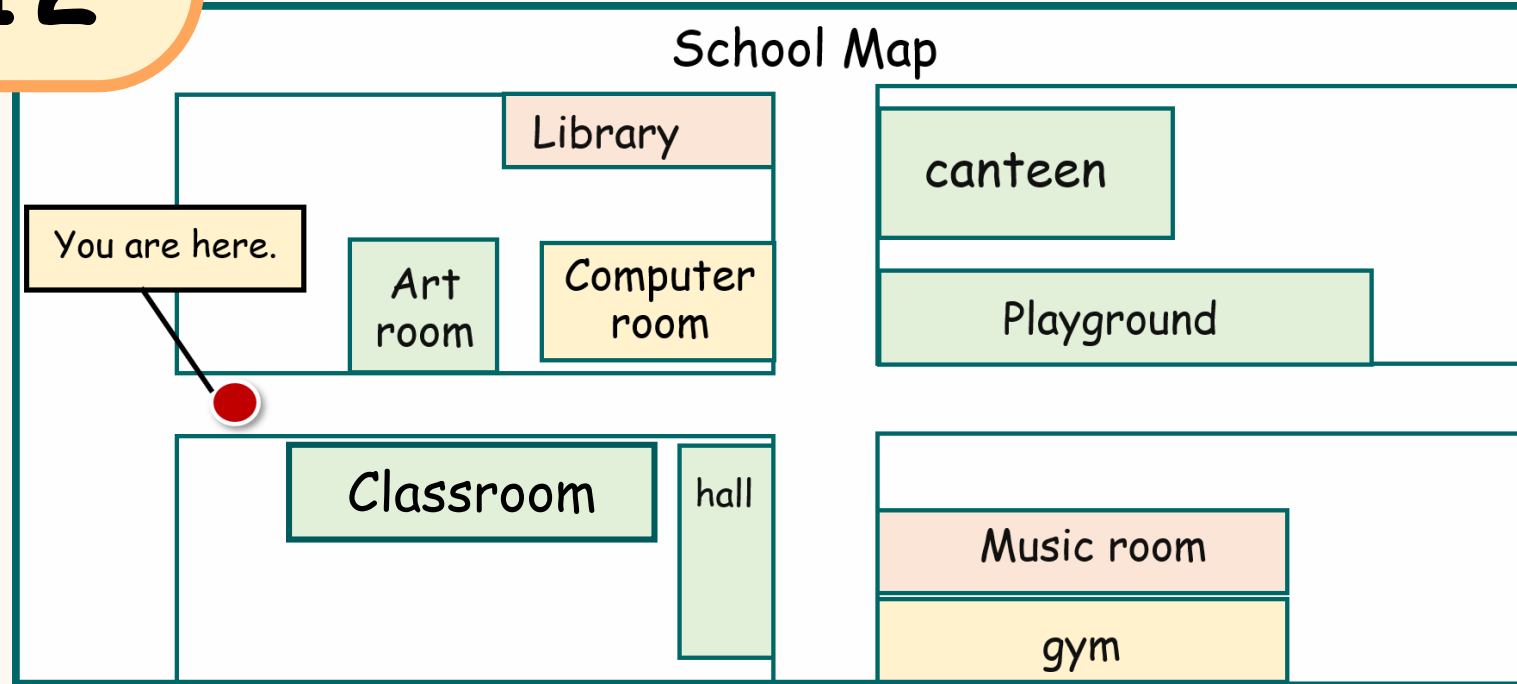 School Map
Library
canteen
You are here.
Art
room
Computer
room
Playground
Classroom
hall
Music room
gym